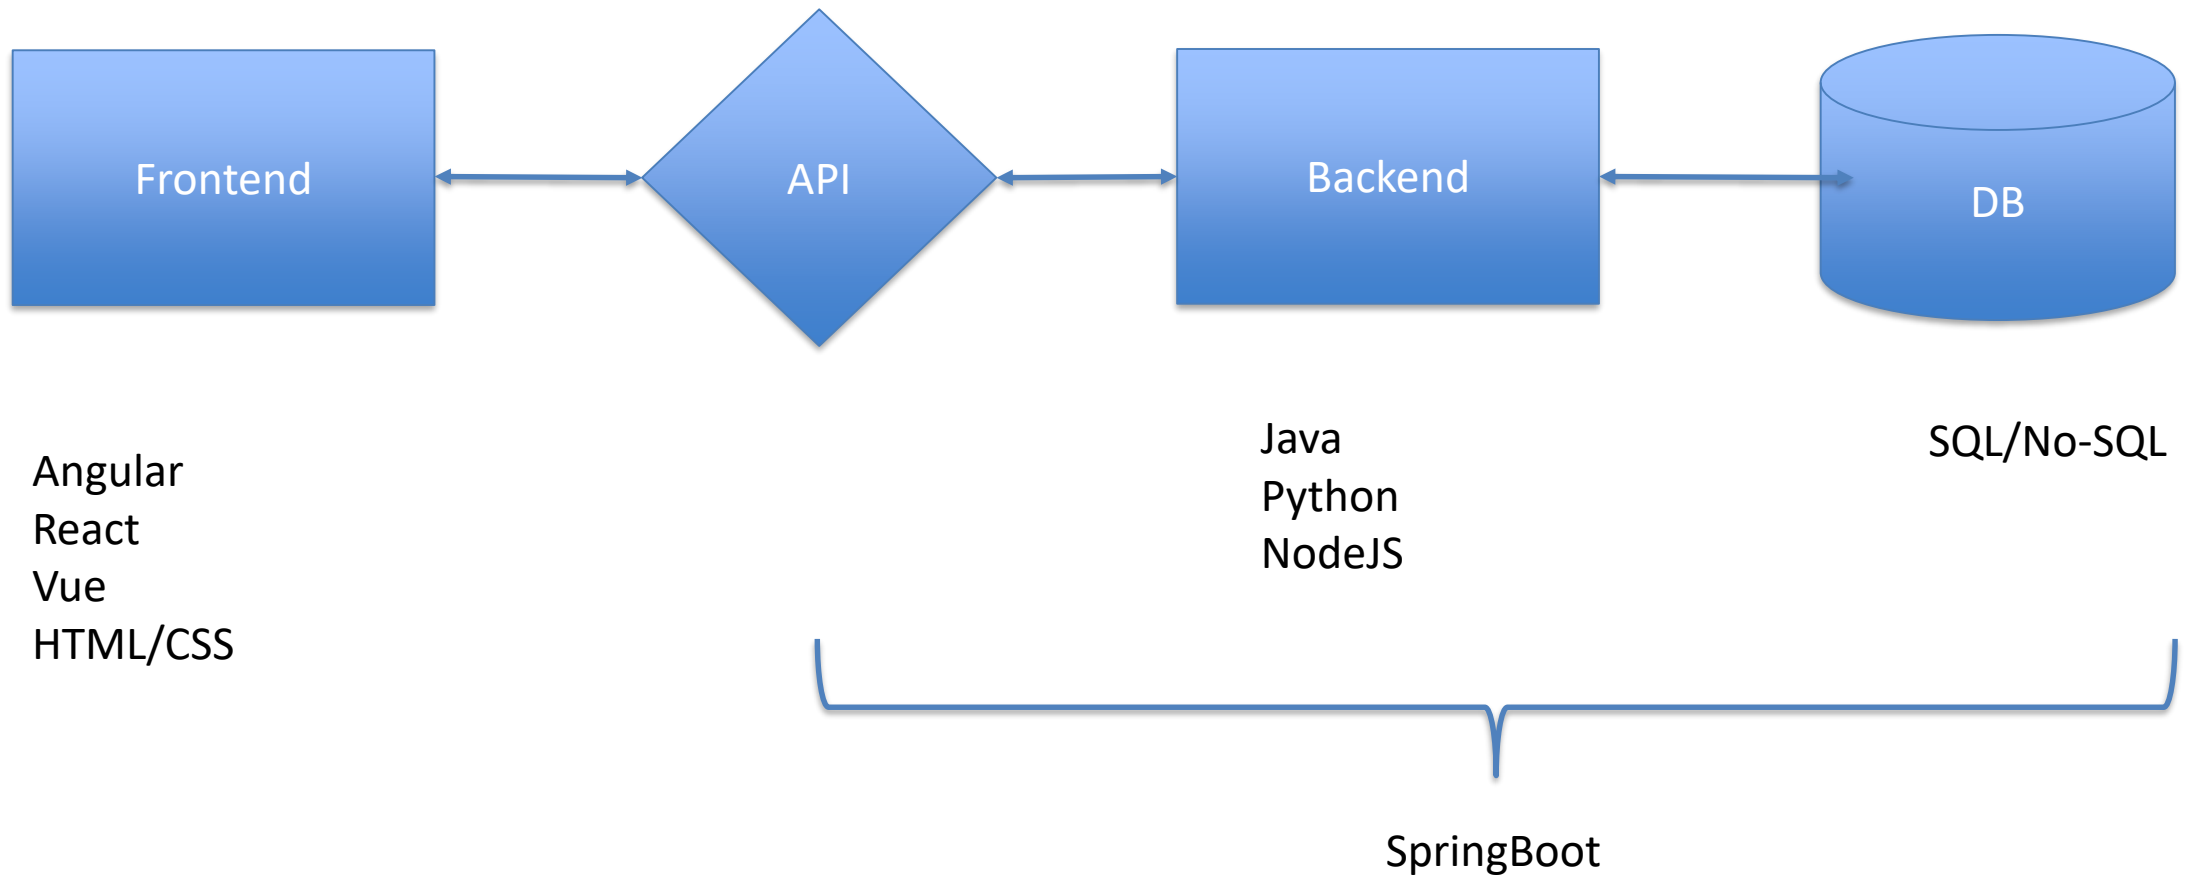 Frontend
API
Backend
DB
Angular
React
Vue
HTML/CSS
Java
Python
NodeJS
SQL/No-SQL
SpringBoot